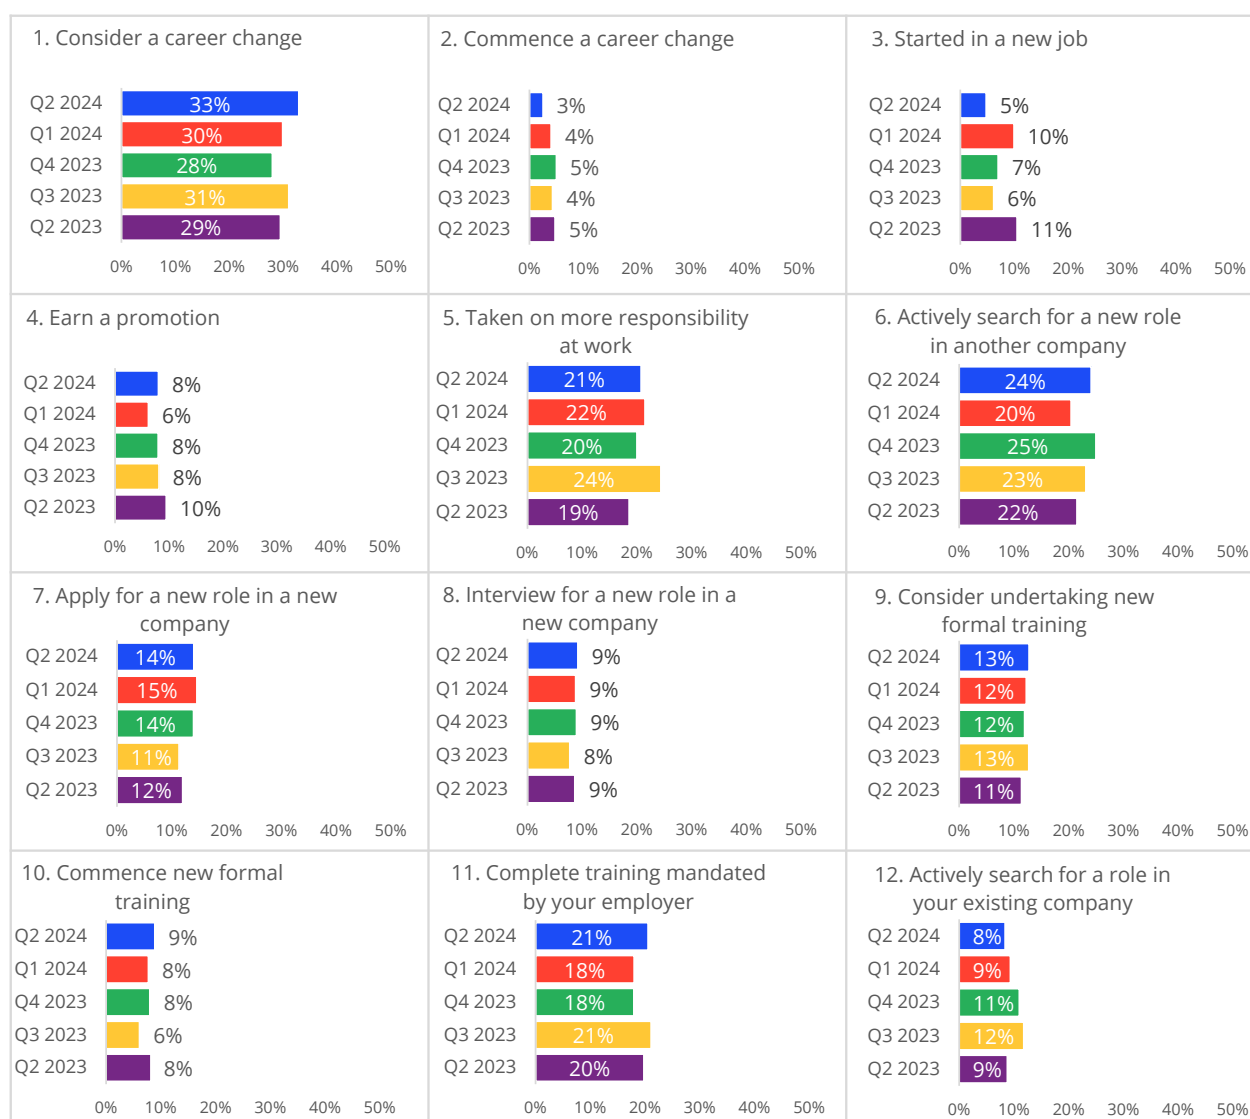 1. Consider a career change
Q2 2024 33%
Q1 2024 30%
Q4 2023 28%
Q3 2023 31%
Q2 2023 29%
0% 10% 20% 30% 40% 50%
2. Commence a career change
Q2 2024 3%
Q1 2024 4%
Q4 2023 5%
Q3 2023 4%
Q2 2023 5%
0% 10% 20% 30% 40% 50%
3. Started in a new job
Q2 2024 5%
Q1 2024 10%
Q4 2023 7%
Q3 2023 6%
Q2 2023 11%
0% 10% 20% 30% 40% 50%
4. Earn a promotion
Q2 2024 8%
Q1 2024 6%
Q4 2023 8%
Q3 2023 8%
Q2 2023 10%
0% 10% 20% 30% 40% 50%
5. Taken on more responsibility
at work
Q2 2024 21%
Q1 2024 22%
Q4 2023 20%
Q3 2023 24%
Q2 2023 19%
0% 10% 20% 30% 40% 50%
6. Actively search for a new role
in another company
Q2 2024 24%
Q1 2024 20%
Q4 2023 25%
Q3 2023 23%
Q2 2023 22%
0% 10% 20% 30% 40% 50%
7. Apply for a new role in a new
company
Q2 2024 14%
Q1 2024 15%
Q4 2023 14%
Q3 2023 11%
Q2 2023 12%
0% 10% 20% 30% 40% 50%
8. Interview for a new role in a
new company
Q2 2024 9%
Q1 2024 9%
Q4 2023 9%
Q3 2023 8%
Q2 2023 9%
0% 10% 20% 30% 40% 50%
9. Consider undertaking new
formal training
Q2 2024 13%
Q1 2024 12%
Q4 2023 12%
Q3 2023 13%
Q2 2023 11%
0% 10% 20% 30% 40% 50%
10. Commence new formal
training
Q2 2024 9%
Q1 2024 8%
Q4 2023 8%
Q3 2023 6%
Q2 2023 8%
0% 10% 20% 30% 40% 50%
11. Complete training mandated
by your employer
Q2 2024 21%
Q1 2024 18%
Q4 2023 18%
Q3 2023 21%
Q2 2023 20%
0% 10% 20% 30% 40% 50%
12. Actively search for a role in
your existing company
Q2 2024 8%
Q1 2024 9%
Q4 2023 11%
Q3 2023 12%
Q2 2023 9%
0% 10% 20% 30% 40% 50%